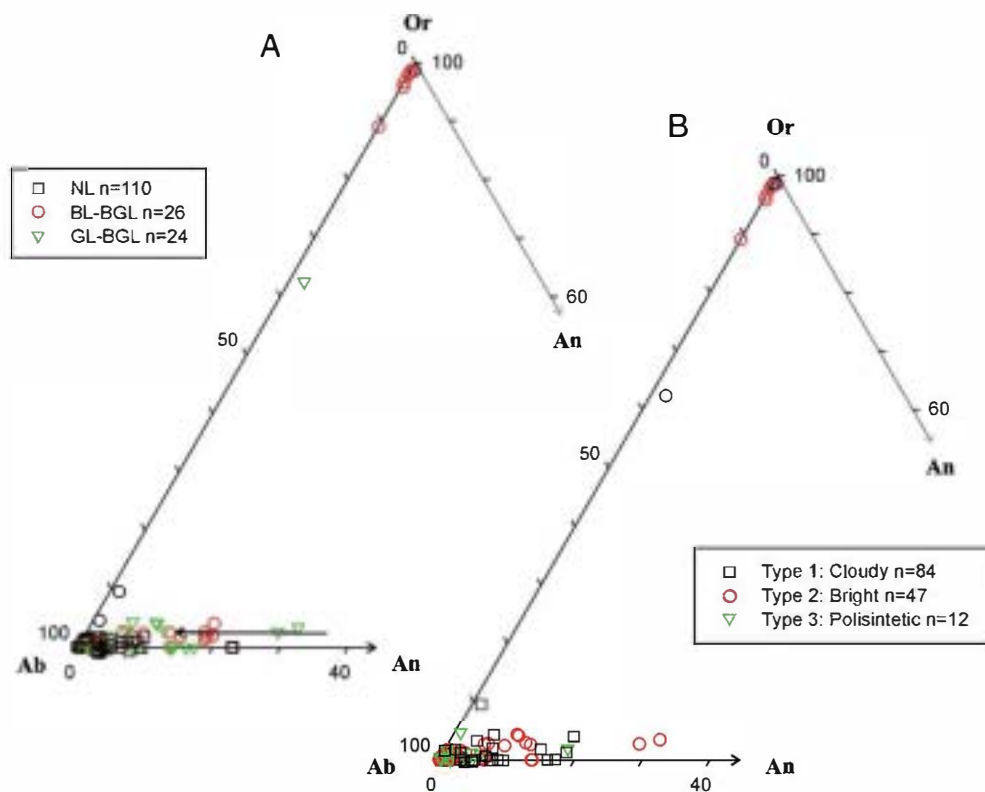 A
Or
0
100
NL n=110
BL-BGL n=26
GL-BGL n=24
60
An
50
100
Ab
0
40
An
B
Or
0
100
60
An
50
Type 1: Cloudy n=84
Type 2: Bright n=47
Type 3: Polisintetic n=12
100
Ab
0
40
An